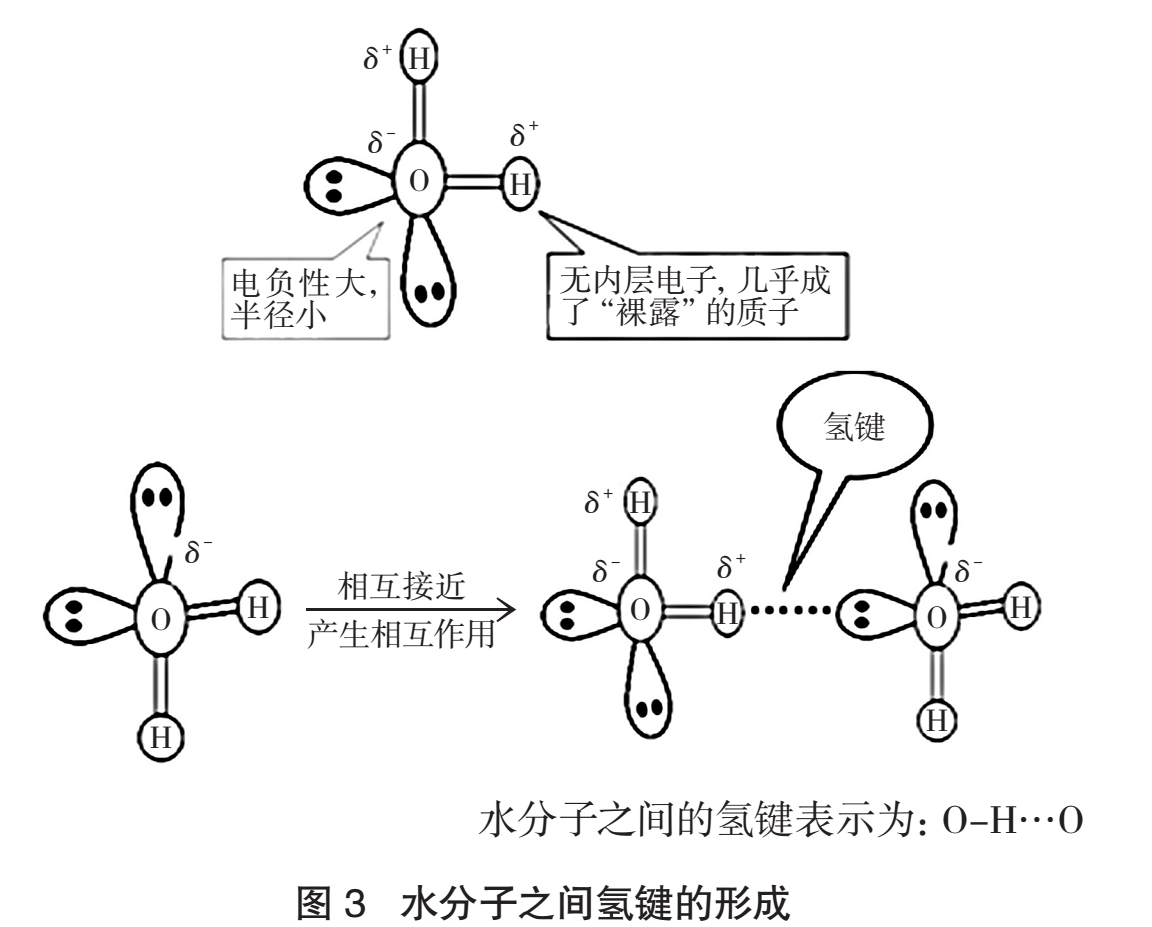 δ⁺ H
δ⁻
δ⁺
O
H
电负性大,
半径小
无内层电子, 几乎成
了“裸露”的质子
氢键
δ⁻
O
H
H
相互接近
产生相互作用
δ⁺ H
δ⁻
δ⁺
O
H
δ⁻
O
H
H
水分子之间的氢键表示为: O–H···O
图 3 水分子之间氢键的形成